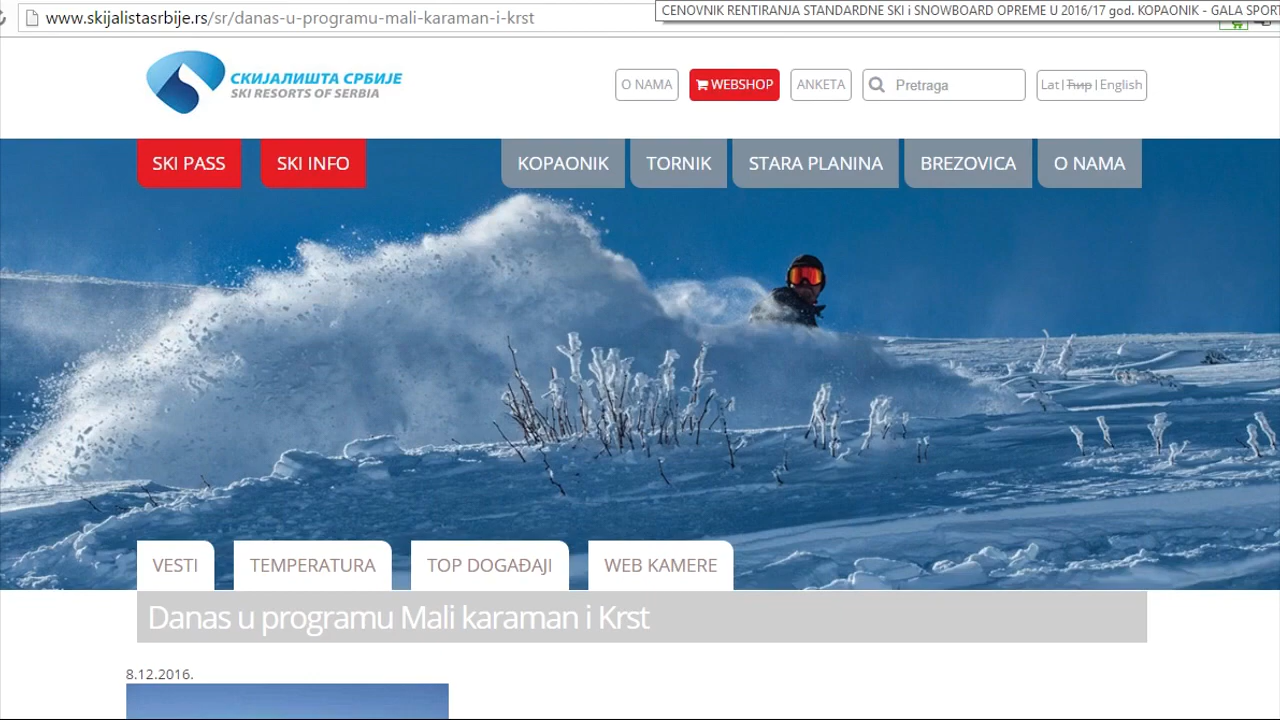 www.skijalistasrbije.rs/sr/danas-u-programu-mali-karaman-i-krst
CENOVNIK RENTIRANJA STANDARDNE SKI i SNOWBOARD OPREME U 2016/17 god. KOPAONIK - GALA SPORT
СКИЈАЛИШТА СРБИЈЕ
SKI RESORTS OF SERBIA
O NAMA
WEBSHOP
ANKETA
Pretraga
Lat | Ћир | English
SKI PASS
SKI INFO
KOPAONIK
TORNIK
STARA PLANINA
BREZOVICA
O NAMA
VESTI
TEMPERATURA
TOP DOGAĐAJI
WEB KAMERE
Danas u programu Mali karaman i Krst
8.12.2016.